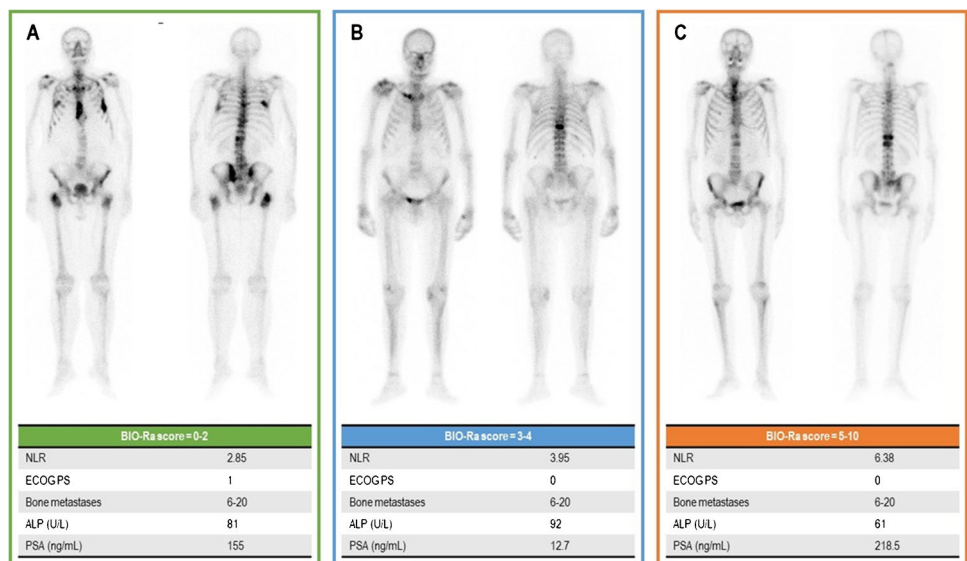 A
B
C
BIO-Ra score = 0-2
NLR 2.85
ECOG PS 1
Bone metastases 6-20
ALP (U/L) 81
PSA (ng/mL) 155
BIO-Ra score = 3-4
NLR 3.95
ECOG PS 0
Bone metastases 6-20
ALP (U/L) 92
PSA (ng/mL) 12.7
BIO-Ra score = 5-10
NLR 6.38
ECOG PS 0
Bone metastases 6-20
ALP (U/L) 61
PSA (ng/mL) 218.5